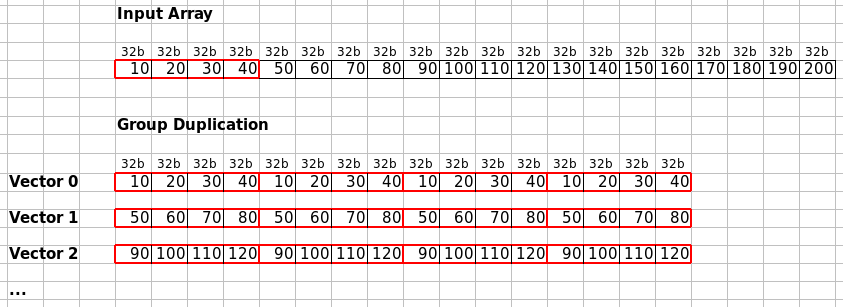 Input Array
32b 32b 32b 32b 32b 32b 32b 32b 32b 32b 32b 32b 32b 32b 32b 32b 32b 32b 32b 32b
10 20 30 40 50 60 70 80 90 100 110 120 130 140 150 160 170 180 190 200
Group Duplication
32b 32b 32b 32b 32b 32b 32b 32b 32b 32b 32b 32b 32b 32b 32b 32b
Vector 0 10 20 30 40 10 20 30 40 10 20 30 40 10 20 30 40
Vector 1 50 60 70 80 50 60 70 80 50 60 70 80 50 60 70 80
Vector 2 90 100 110 120 90 100 110 120 90 100 110 120 90 100 110 120
...